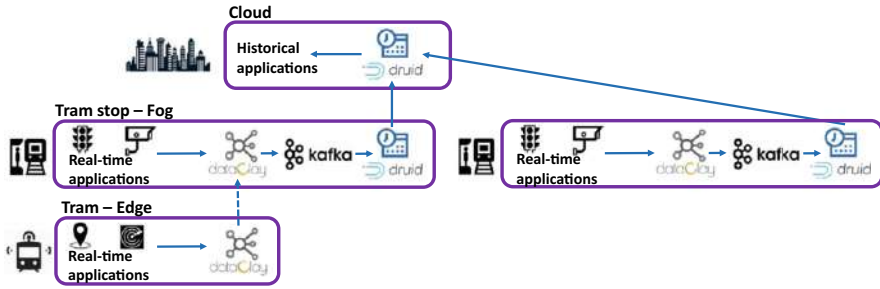 Cloud
Historical
applications
druid
Tram stop – Fog
Real-time
applications
dataClay
kafka
druid
Real-time
applications
dataClay
kafka
druid
Tram – Edge
Real-time
applications
dataClay